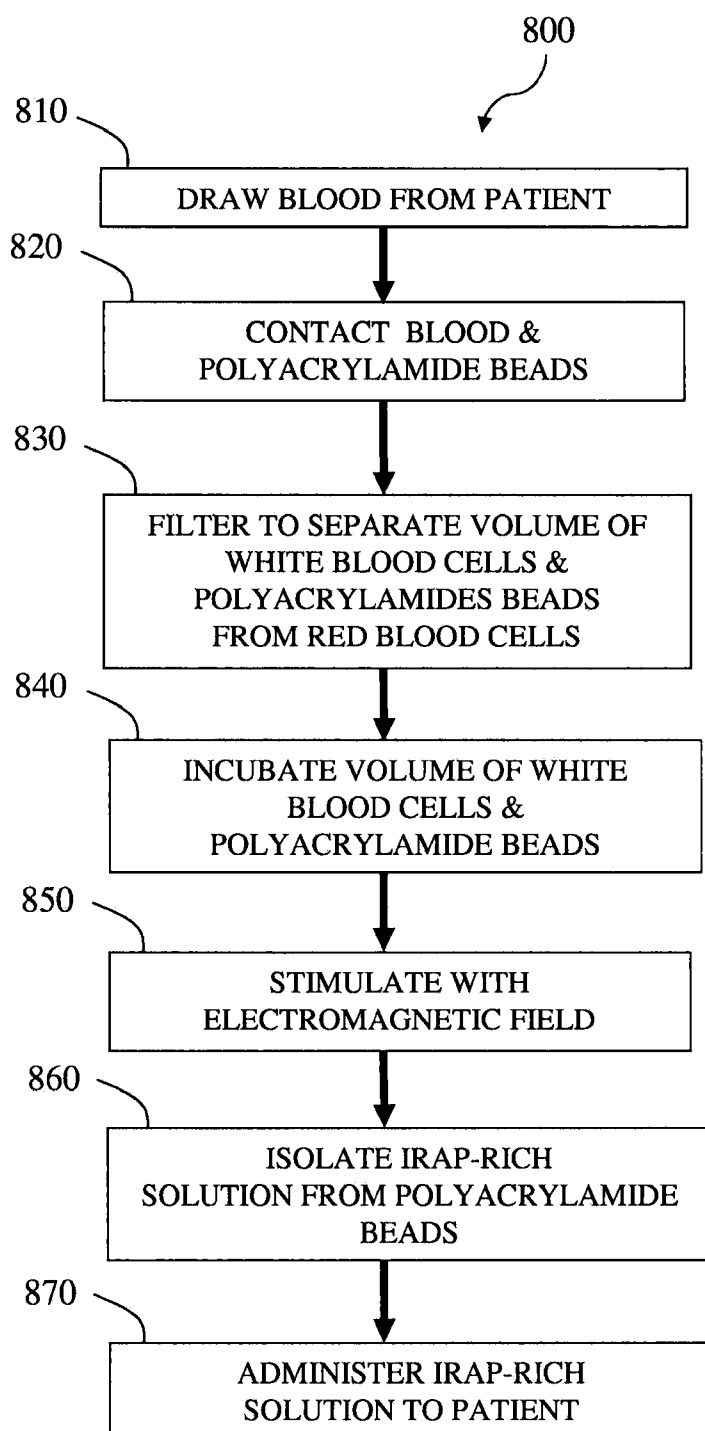 800
810
DRAW BLOOD FROM PATIENT
820
CONTACT BLOOD &
POLYACRYLAMIDE BEADS
830
FILTER TO SEPARATE VOLUME OF
WHITE BLOOD CELLS &
POLYACRYLAMIDES BEADS
FROM RED BLOOD CELLS
840
INCUBATE VOLUME OF WHITE
BLOOD CELLS &
POLYACRYLAMIDE BEADS
850
STIMULATE WITH
ELECTROMAGNETIC FIELD
860
ISOLATE IRAP-RICH
SOLUTION FROM POLYACRYLAMIDE
BEADS
870
ADMINISTER IRAP-RICH
SOLUTION TO PATIENT